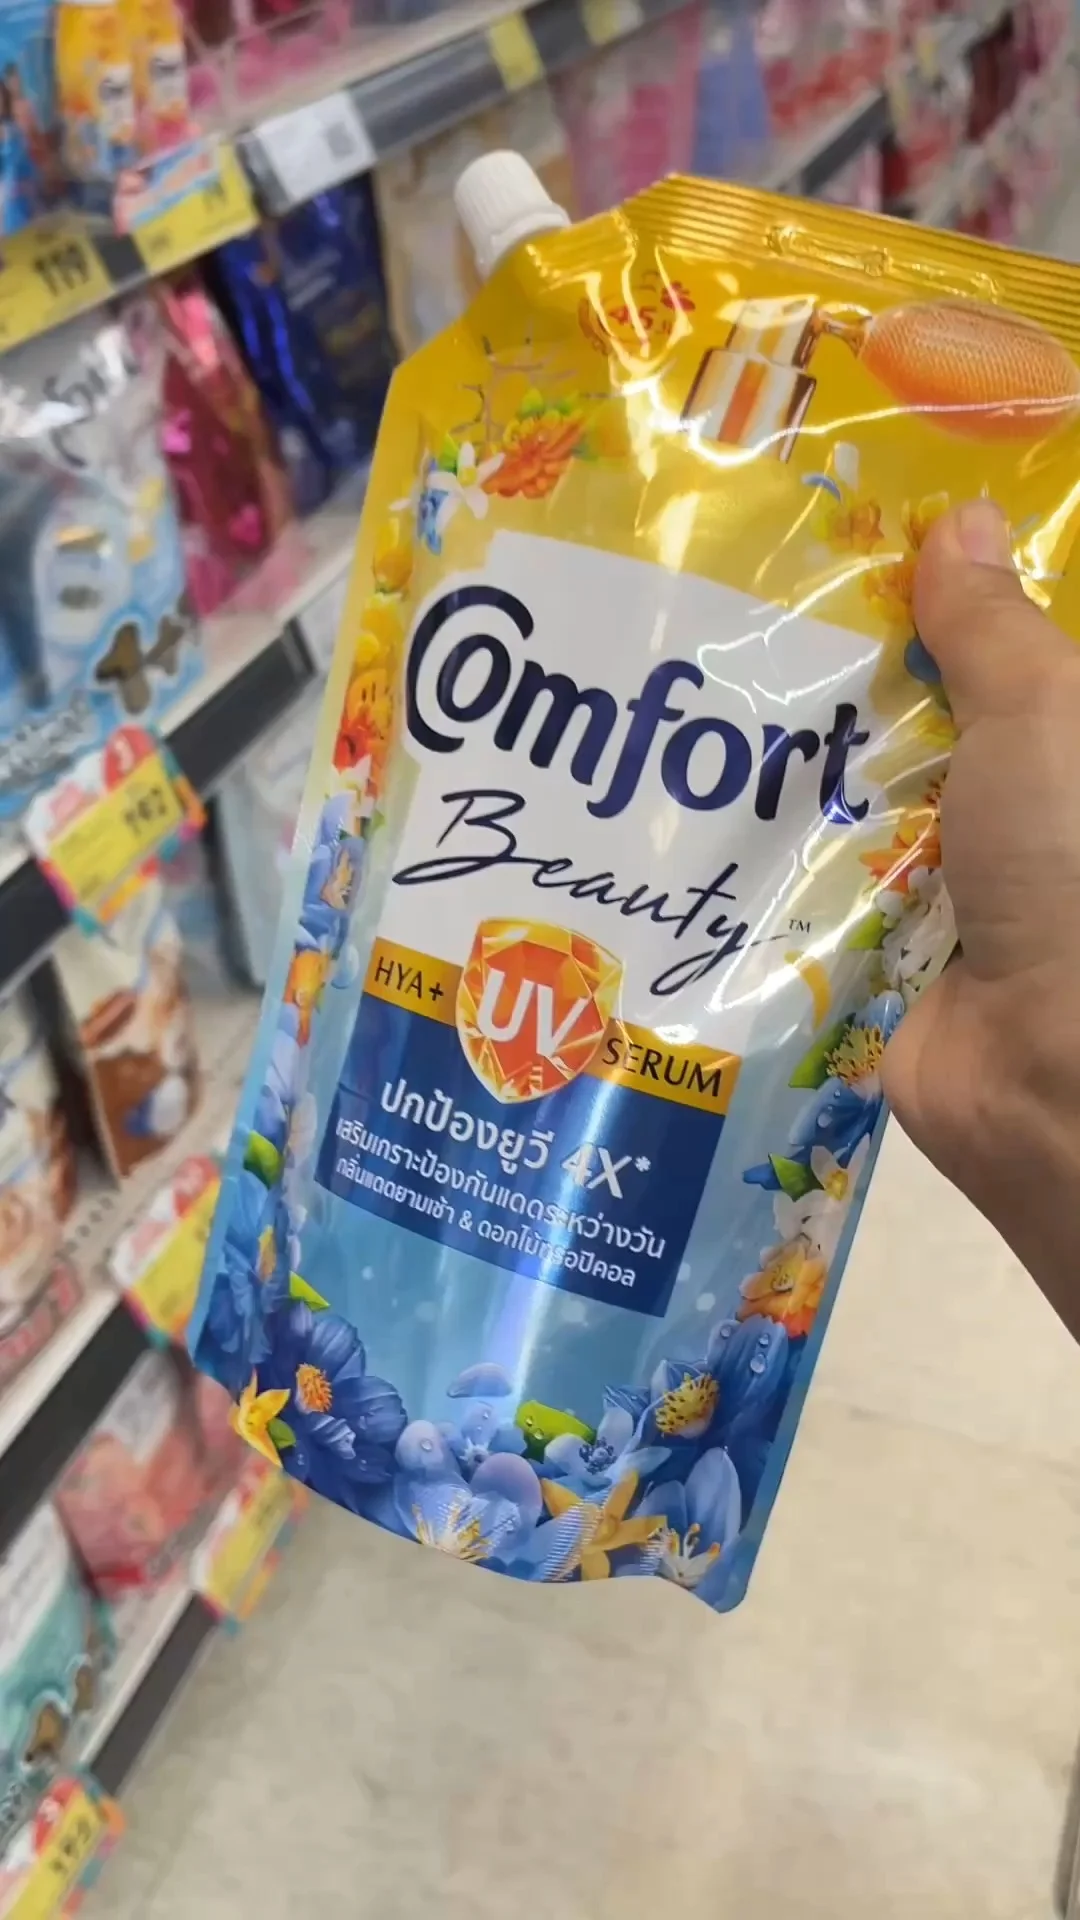 119
192
Comfort
Beauty™
HYA+ UV SERUM
ปกป้องยูวี 4X*
เสริมเกราะป้องกันแดดระหว่างวัน
กลิ่นแดดยามเช้า & ดอกไม้ทรอปิคอล